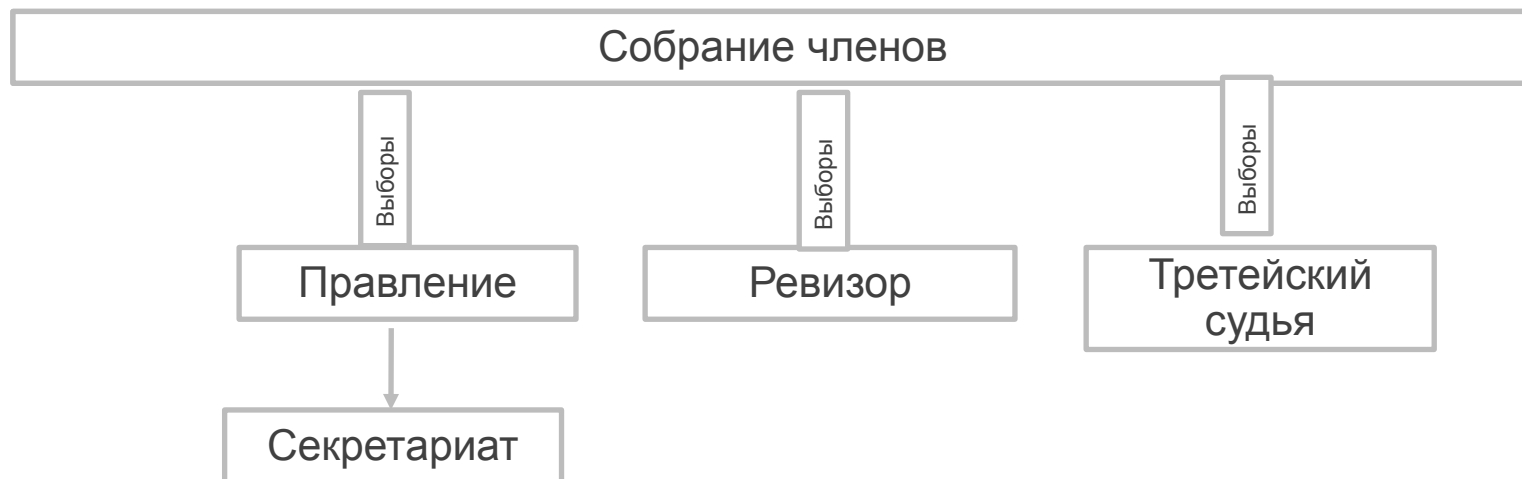 Собрание членов
Выборы
Выборы
Выборы
Правление
Ревизор
Третейский
судья
Секретариат